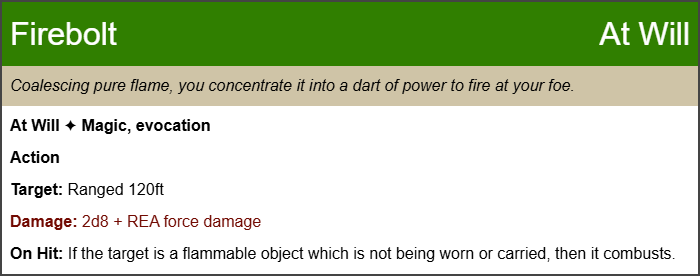 Firebolt At Will
Coalescing pure flame, you concentrate it into a dart of power to fire at your foe.
At Will ✦ Magic, evocation
Action
Target: Ranged 120ft
Damage: 2d8 + REA force damage
On Hit: If the target is a flammable object which is not being worn or carried, then it combusts.